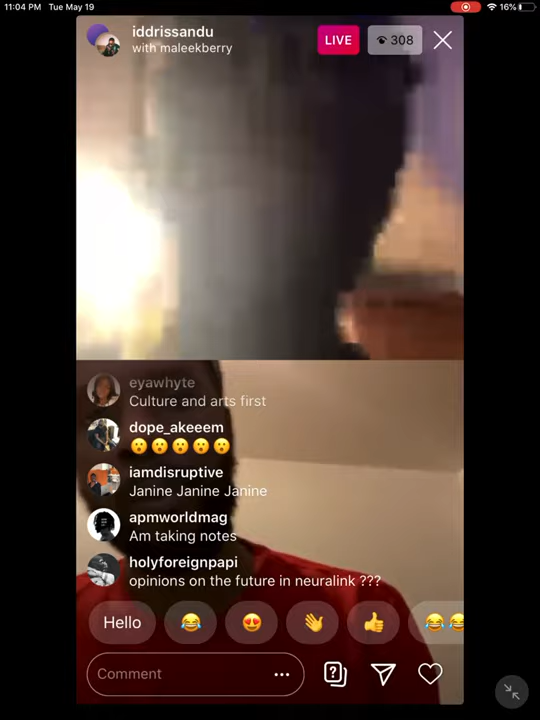 11:04 PM Tue May 19
16%
iddrissandu
with maleekberry
LIVE
308
eyawhyte
Culture and arts first
dope_akeeem
😮😮😮😮😮
iamdisruptive
Janine Janine Janine
apmworldmag
Am taking notes
holyforeignpapi
opinions on the future in neuralink ???
Hello 😂 😍 👋 👍 😂😂
Comment